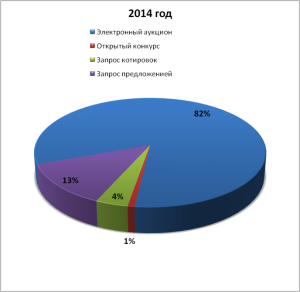 2014 год
Электронный аукцион
Открытый конкурс
Запрос котировок
Запрос предложений
82%
13%
4%
1%